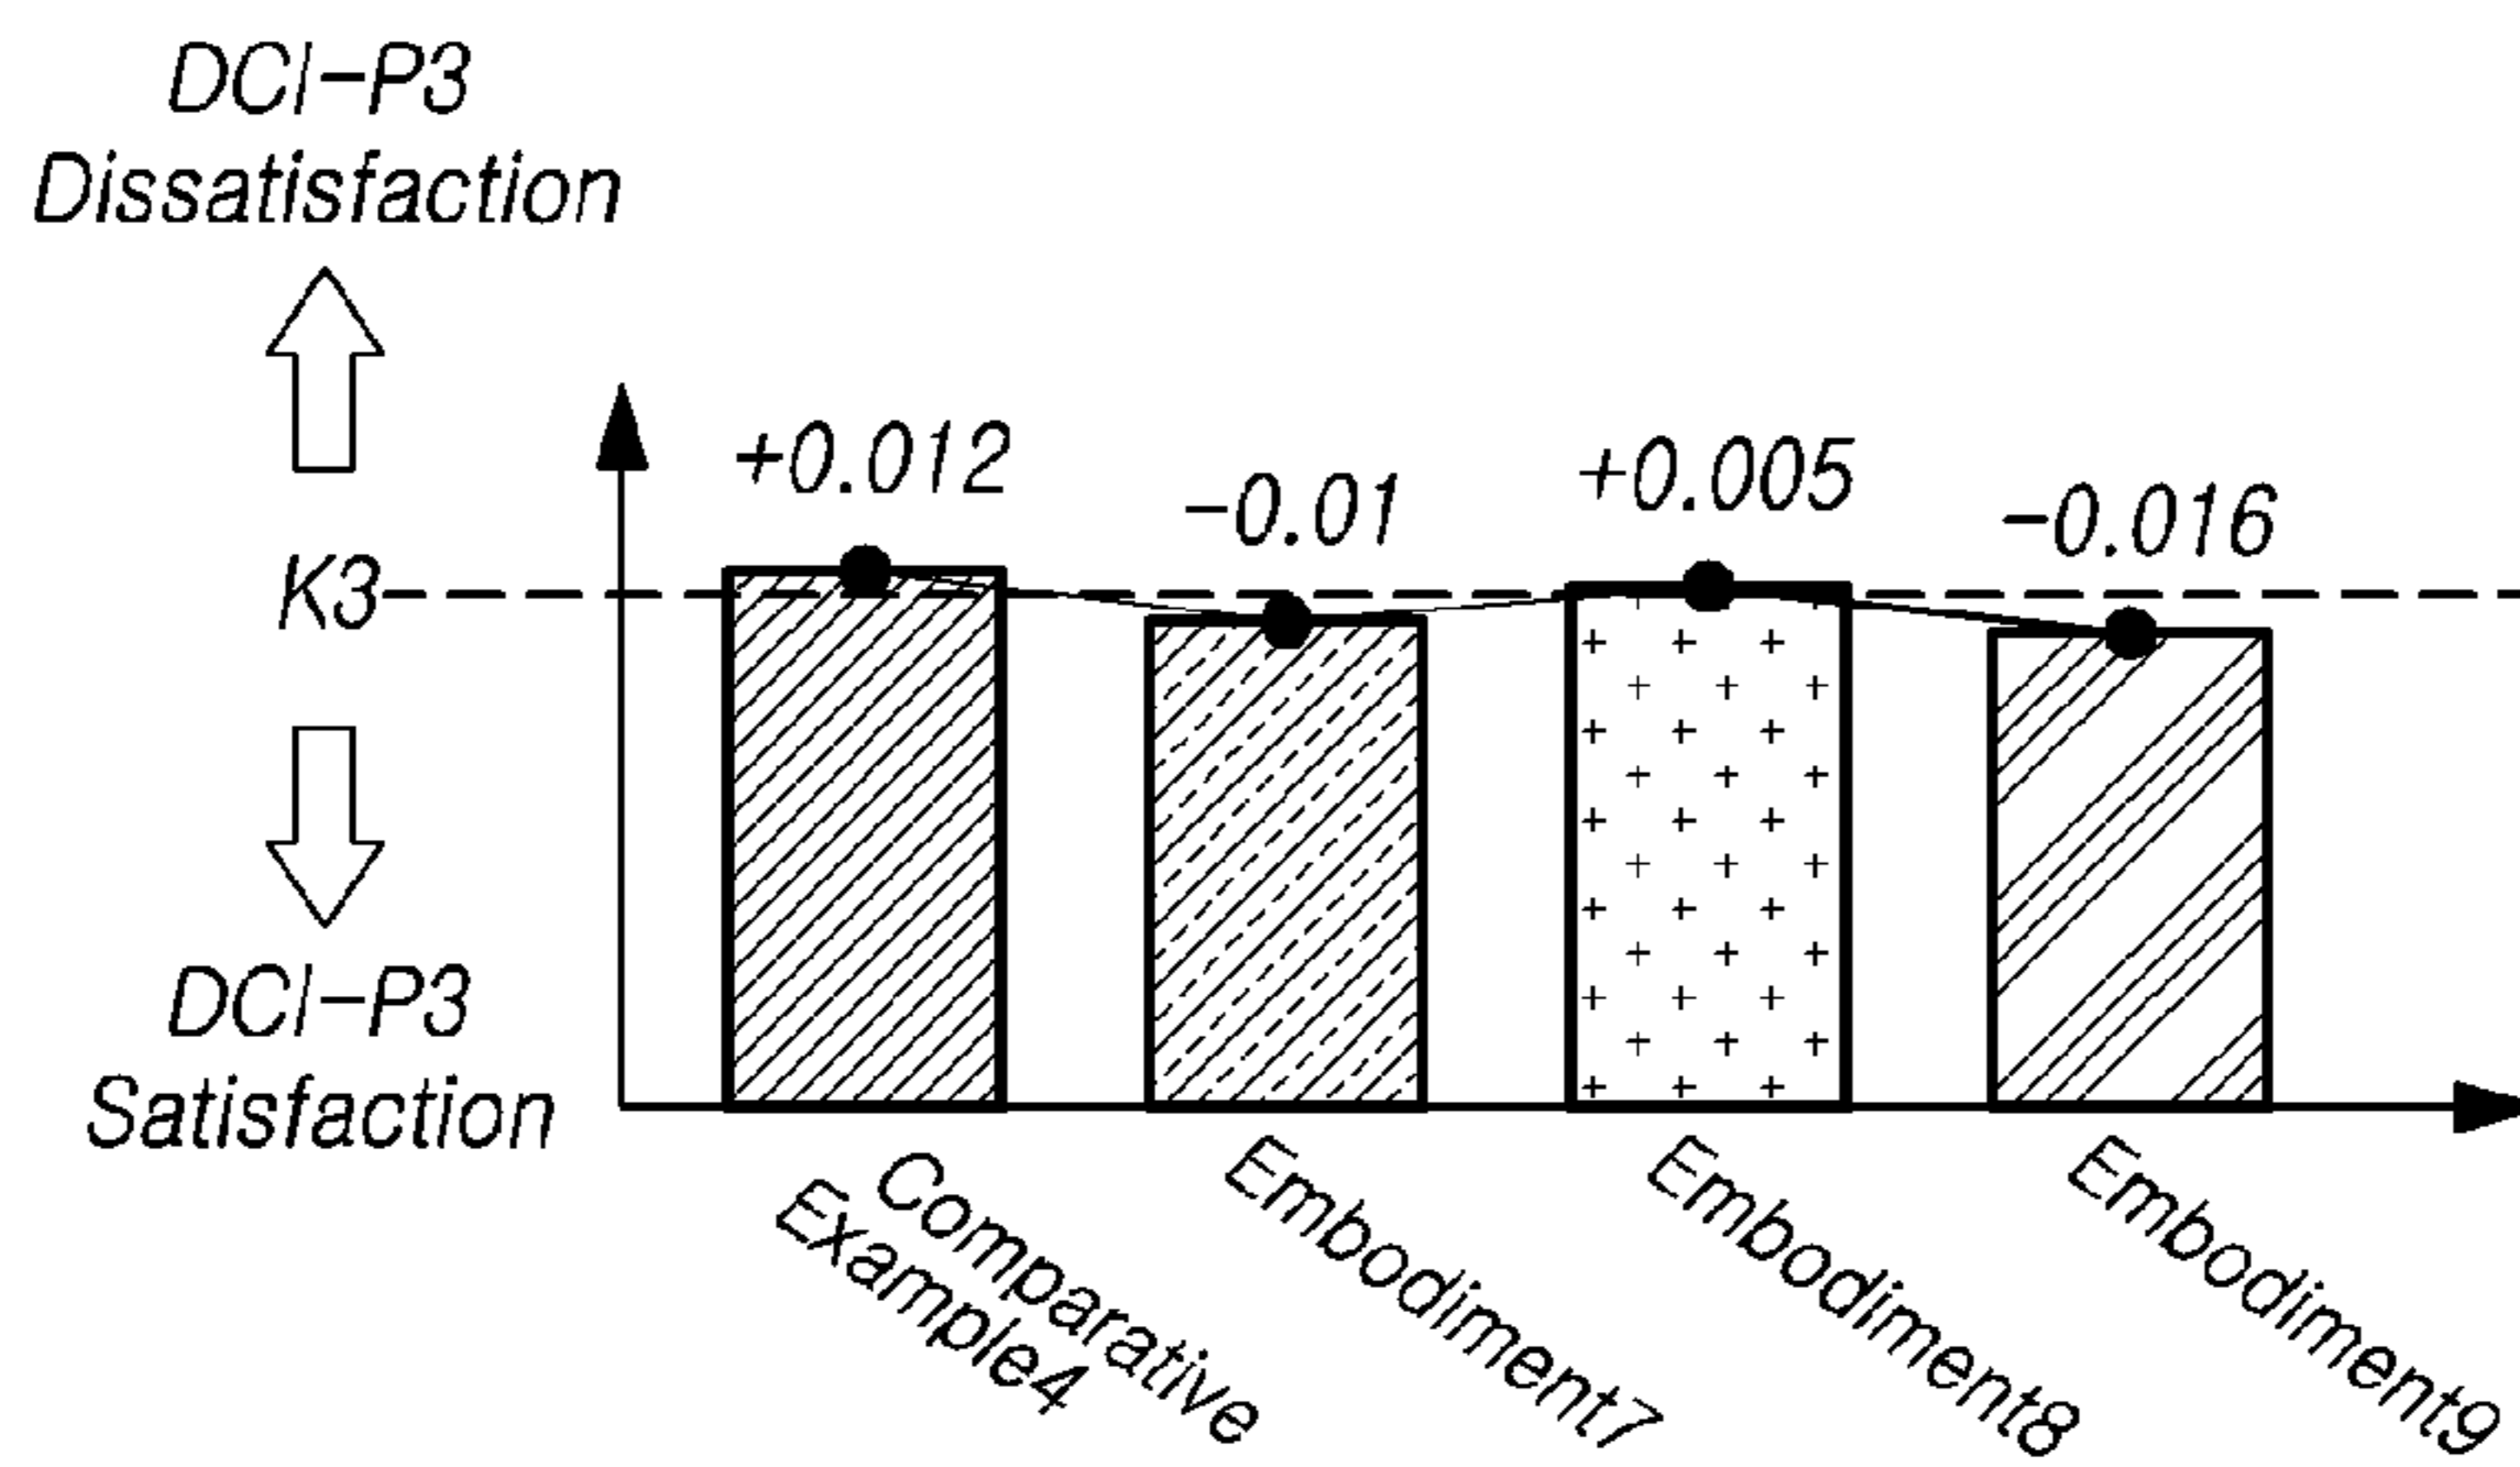 DCI-P3
Dissatisfaction
K3
DCI-P3
Satisfaction
+0.012
-0.01
+0.005
-0.016
Comparative
Example4
Embodiment7
Embodiment8
Embodiment9